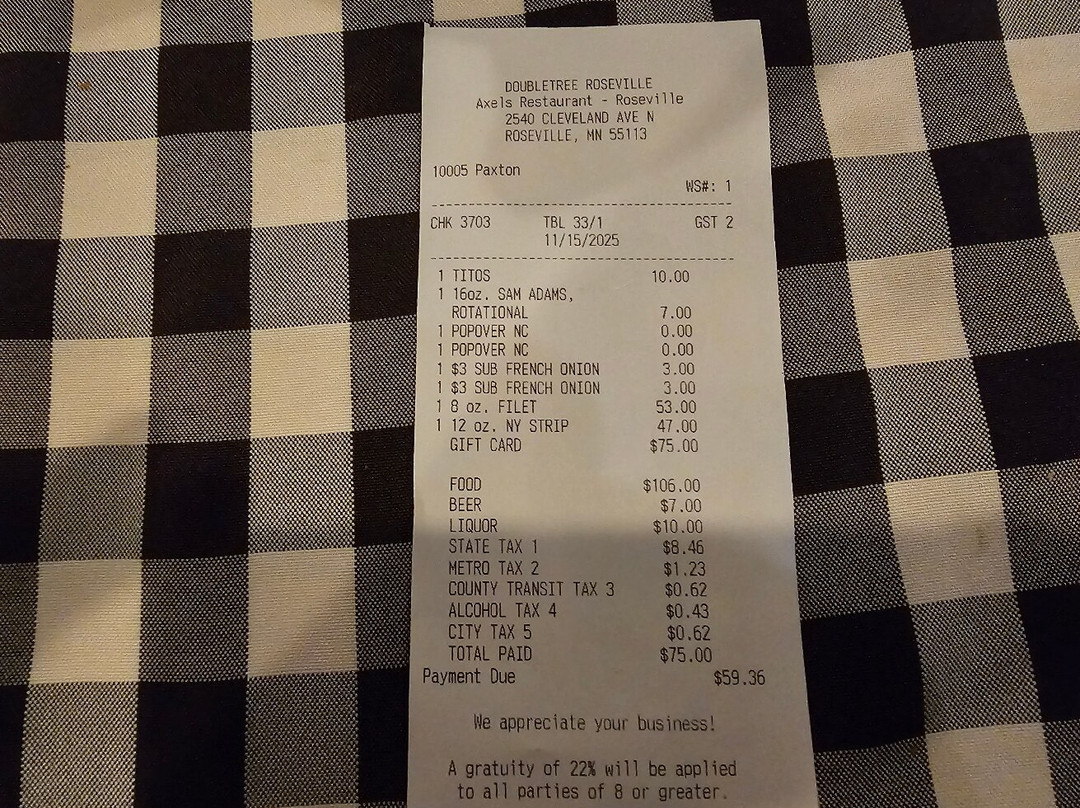 DOUBLETREE ROSEVILLE
Axels Restaurant - Roseville
2540 CLEVELAND AVE N
ROSEVILLE, MN 55113
10005 Paxton
WS#: 1
CHK 3703 TBL 33/1 GST 2
11/15/2025
1 TITOS 10.00
1 16oz. SAM ADAMS,
ROTATIONAL 7.00
1 POPOVER NC 0.00
1 POPOVER NC 0.00
1 $3 SUB FRENCH ONION 3.00
1 $3 SUB FRENCH ONION 3.00
1 8 oz. FILET 53.00
1 12 oz. NY STRIP 47.00
GIFT CARD $75.00
FOOD $106.00
BEER $7.00
LIQUOR $10.00
STATE TAX 1 $8.46
METRO TAX 2 $1.23
COUNTY TRANSIT TAX 3 $0.62
ALCOHOL TAX 4 $0.43
CITY TAX 5 $0.62
TOTAL PAID $75.00
Payment Due $59.36
We appreciate your business!
A gratuity of 22% will be applied
to all parties of 8 or greater.